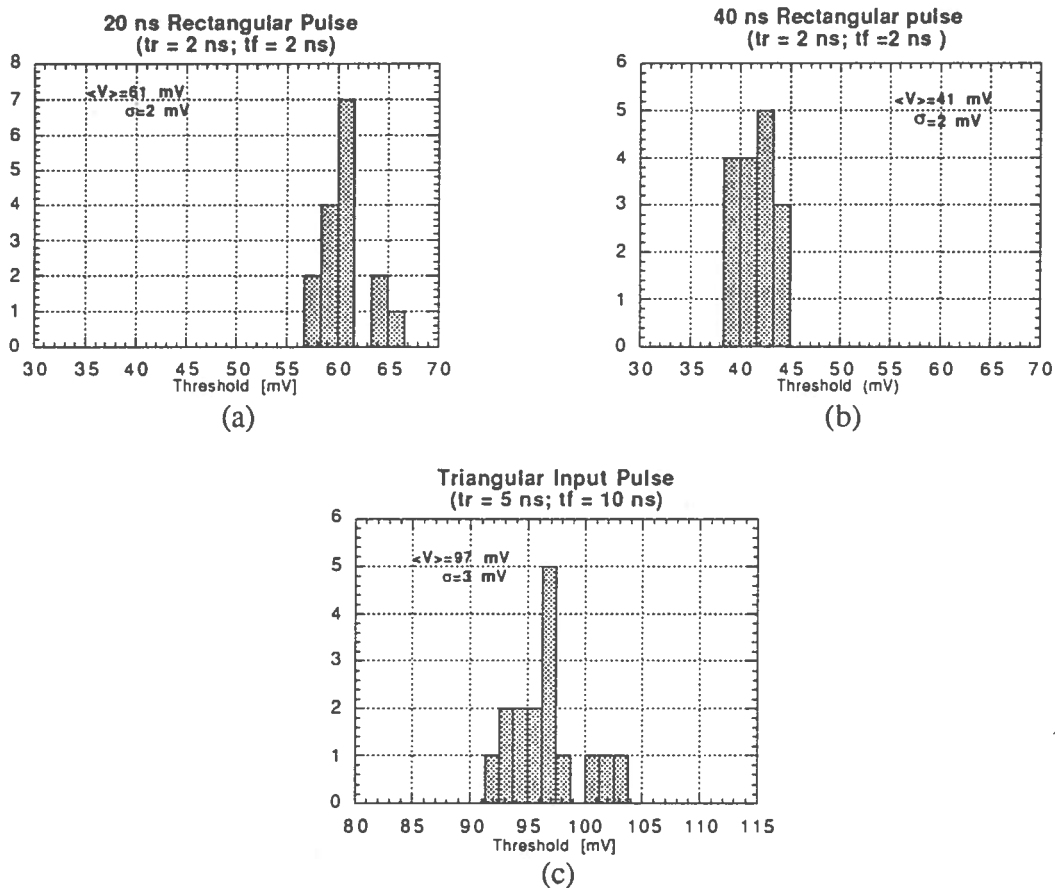 20 ns Rectangular Pulse
(tr = 2 ns; tf = 2 ns)
8
7
6
5
4
3
2
1
0
<V>=61 mV
σ=2 mV
30 35 40 45 50 55 60 65 70
Threshold [mV]
(a)
40 ns Rectangular pulse
(tr = 2 ns; tf =2 ns )
6
5
4
3
2
1
0
<V>=41 mV
σ=2 mV
30 35 40 45 50 55 60 65 70
Threshold (mV)
(b)
Triangular Input Pulse
(tr = 5 ns; tf = 10 ns)
6
5
4
3
2
1
0
<V>=97 mV
σ=3 mV
80 85 90 95 100 105 110 115
Threshold [mV]
(c)